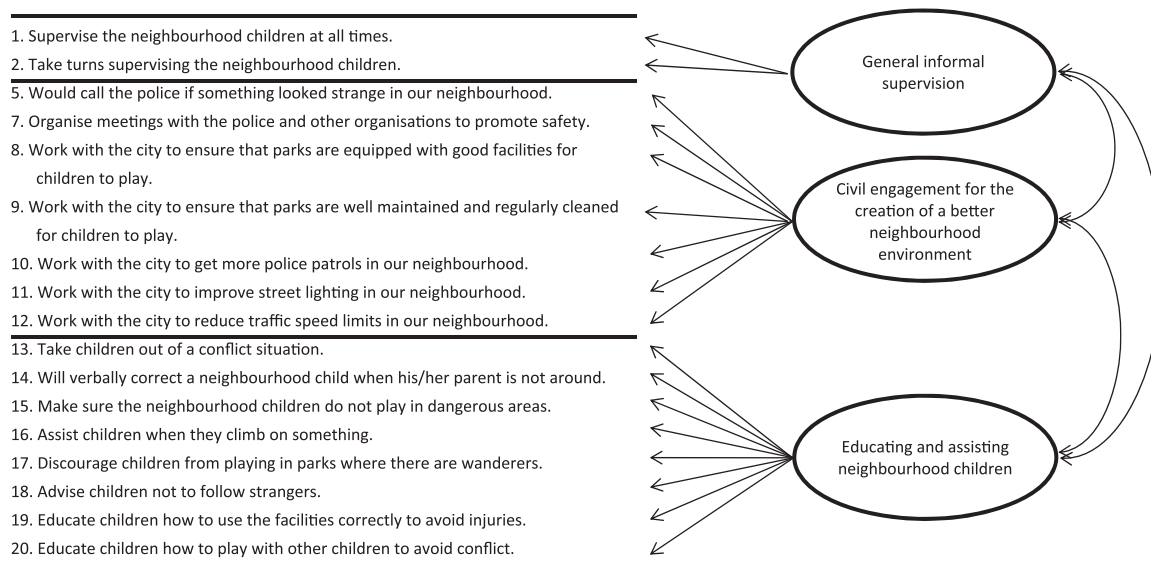 1. Supervise the neighbourhood children at all times.
2. Take turns supervising the neighbourhood children.
5. Would call the police if something looked strange in our neighbourhood.
7. Organise meetings with the police and other organisations to promote safety.
8. Work with the city to ensure that parks are equipped with good facilities for
children to play.
9. Work with the city to ensure that parks are well maintained and regularly cleaned
for children to play.
10. Work with the city to get more police patrols in our neighbourhood.
11. Work with the city to improve street lighting in our neighbourhood.
12. Work with the city to reduce traffic speed limits in our neighbourhood.
13. Take children out of a conflict situation.
14. Will verbally correct a neighbourhood child when his/her parent is not around.
15. Make sure the neighbourhood children do not play in dangerous areas.
16. Assist children when they climb on something.
17. Discourage children from playing in parks where there are wanderers.
18. Advise children not to follow strangers.
19. Educate children how to use the facilities correctly to avoid injuries.
20. Educate children how to play with other children to avoid conflict.
General informal
supervision
Civil engagement for the
creation of a better
neighbourhood
environment
Educating and assisting
neighbourhood children